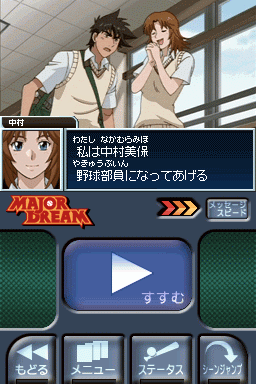 中村
わたし なかむらみほ
私は中村美保
やきゅうぶいん
野球部員になってあげる
MAJOR DREAM
メッセージ
スピード
すすむ
もどる
メニュー
ステータス
シーンジャンプ